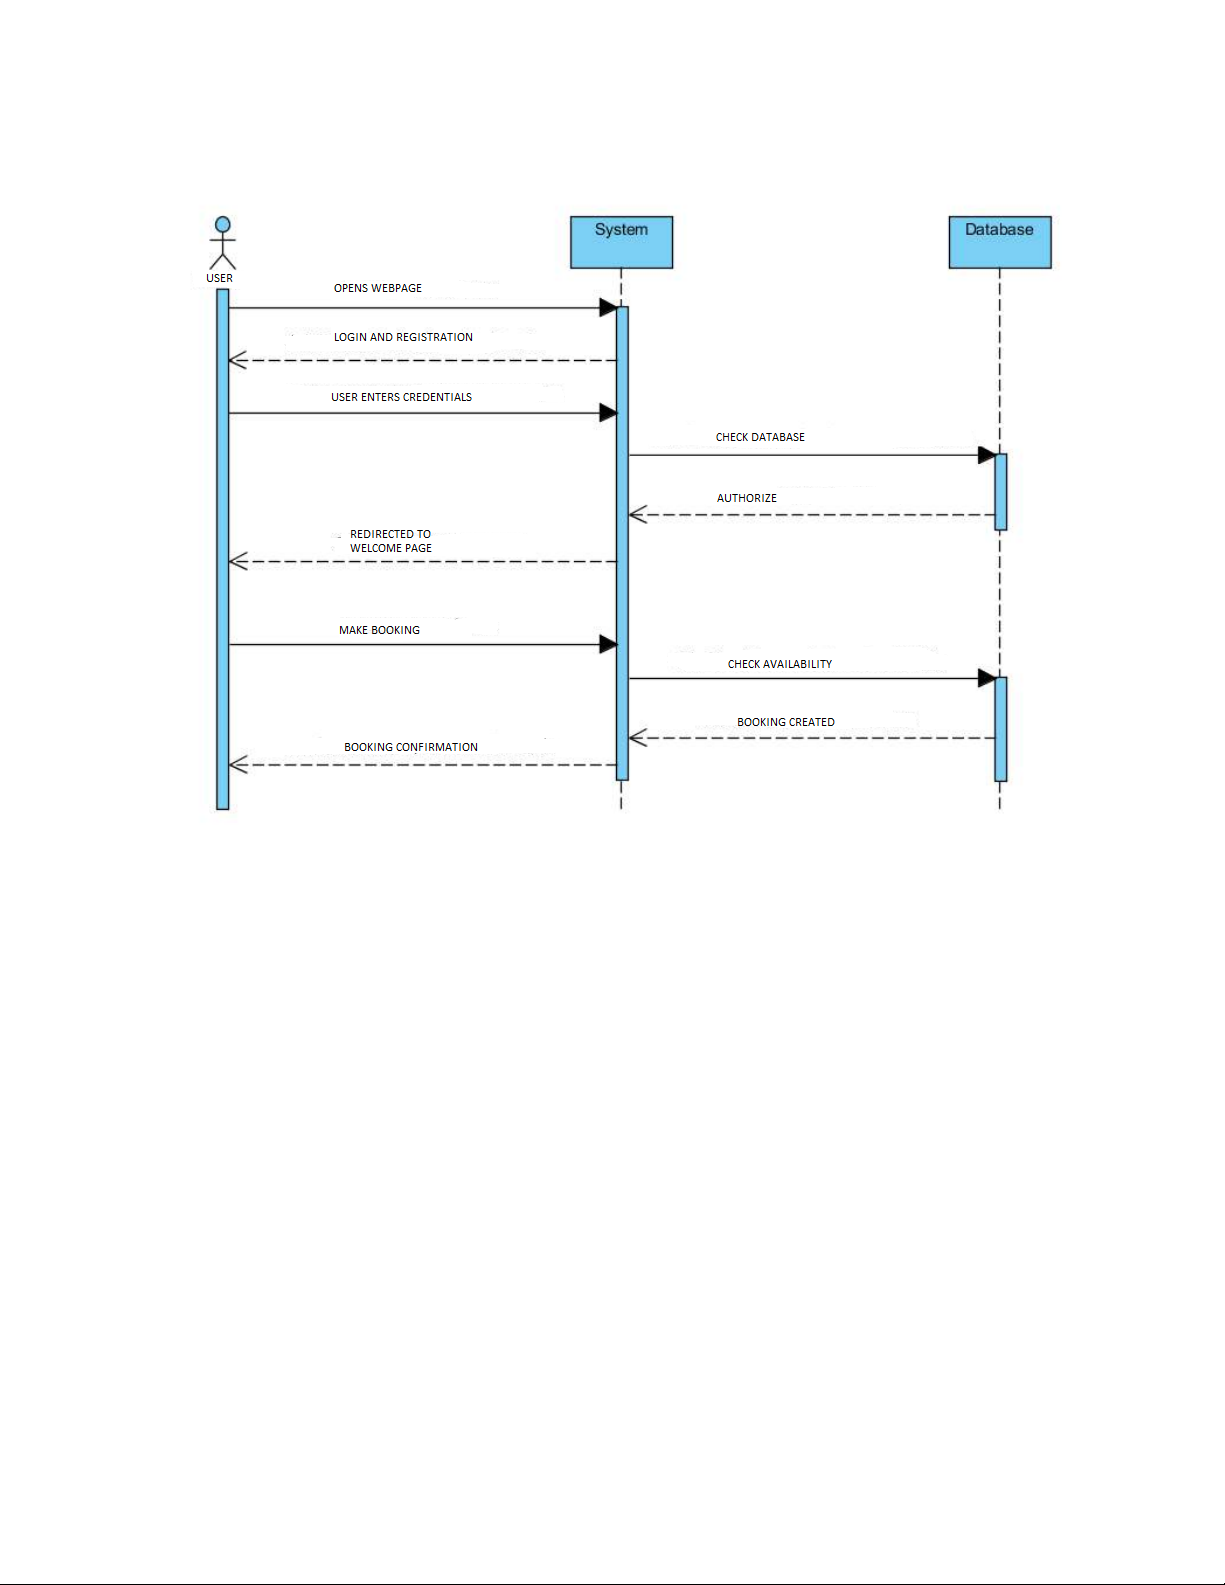 System
Database
USER
OPENS WEBPAGE
LOGIN AND REGISTRATION
USER ENTERS CREDENTIALS
CHECK DATABASE
AUTHORIZE
REDIRECTED TO
WELCOME PAGE
MAKE BOOKING
CHECK AVAILABILITY
BOOKING CREATED
BOOKING CONFIRMATION